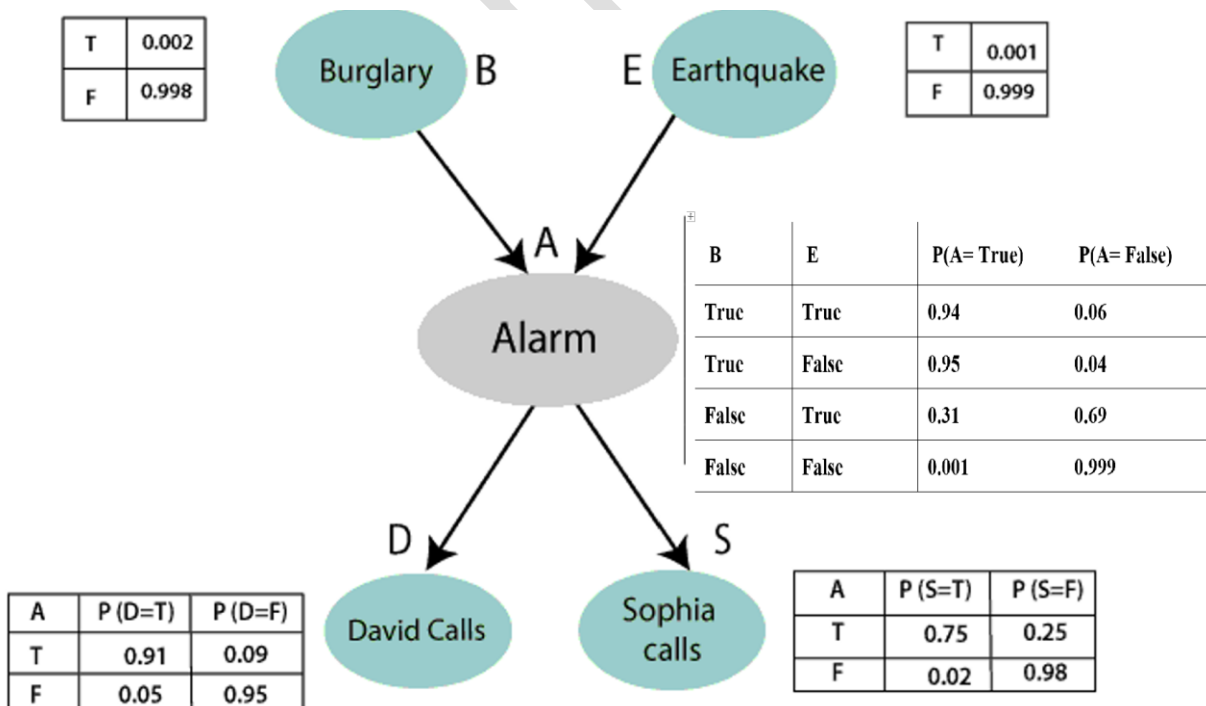 T 0.002
F 0.998
Burglary B
E Earthquake
T 0.001
F 0.999
A
Alarm
B E P(A= True) P(A= False)
True True 0.94 0.06
True False 0.95 0.04
False True 0.31 0.69
False False 0.001 0.999
D
S
A P (D=T) P (D=F)
T 0.91 0.09
F 0.05 0.95
David Calls
Sophia
calls
A P (S=T) P (S=F)
T 0.75 0.25
F 0.02 0.98